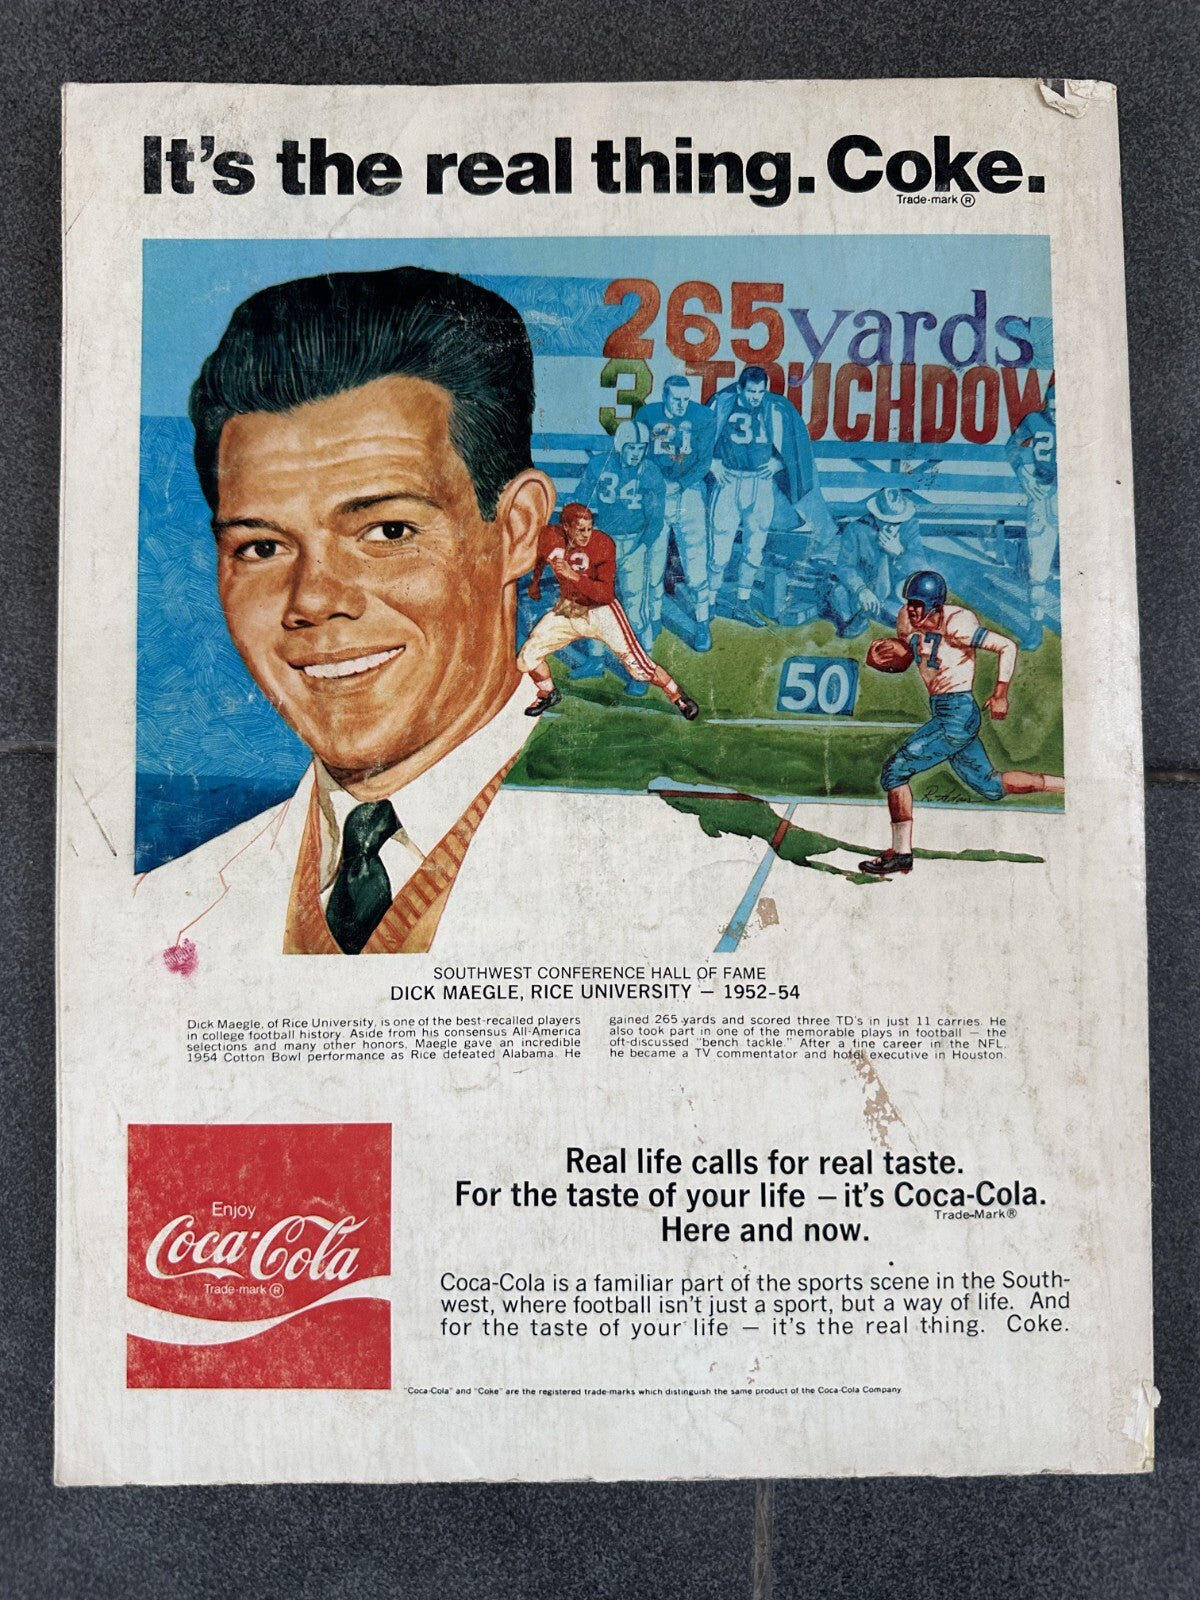 It's the real thing. Coke.
Trade-mark ®
265 yards
3 TOUCHDOW
21
31
2
34
13
17
50
SOUTHWEST CONFERENCE HALL OF FAME
DICK MAEGLE, RICE UNIVERSITY — 1952-54
Dick Maegle, of Rice University, is one of the best-recalled players
in college football history. Aside from his consensus All-America
selections and many other honors, Maegle gave an incredible
1954 Cotton Bowl performance as Rice defeated Alabama. He
gained 265 yards and scored three TD's in just 11 carries. He
also took part in one of the memorable plays in football — the
oft-discussed "bench tackle." After a fine career in the NFL,
he became a TV commentator and hotel executive in Houston.
Enjoy
Coca-Cola
Trade-mark ®
Real life calls for real taste.
For the taste of your life — it's Coca-Cola.
Trade-Mark ®
Here and now.
Coca-Cola is a familiar part of the sports scene in the South-
west, where football isn't just a sport, but a way of life. And
for the taste of your life — it's the real thing. Coke.
"Coca-Cola" and "Coke" are the registered trade-marks which distinguish the same product of the Coca-Cola Company